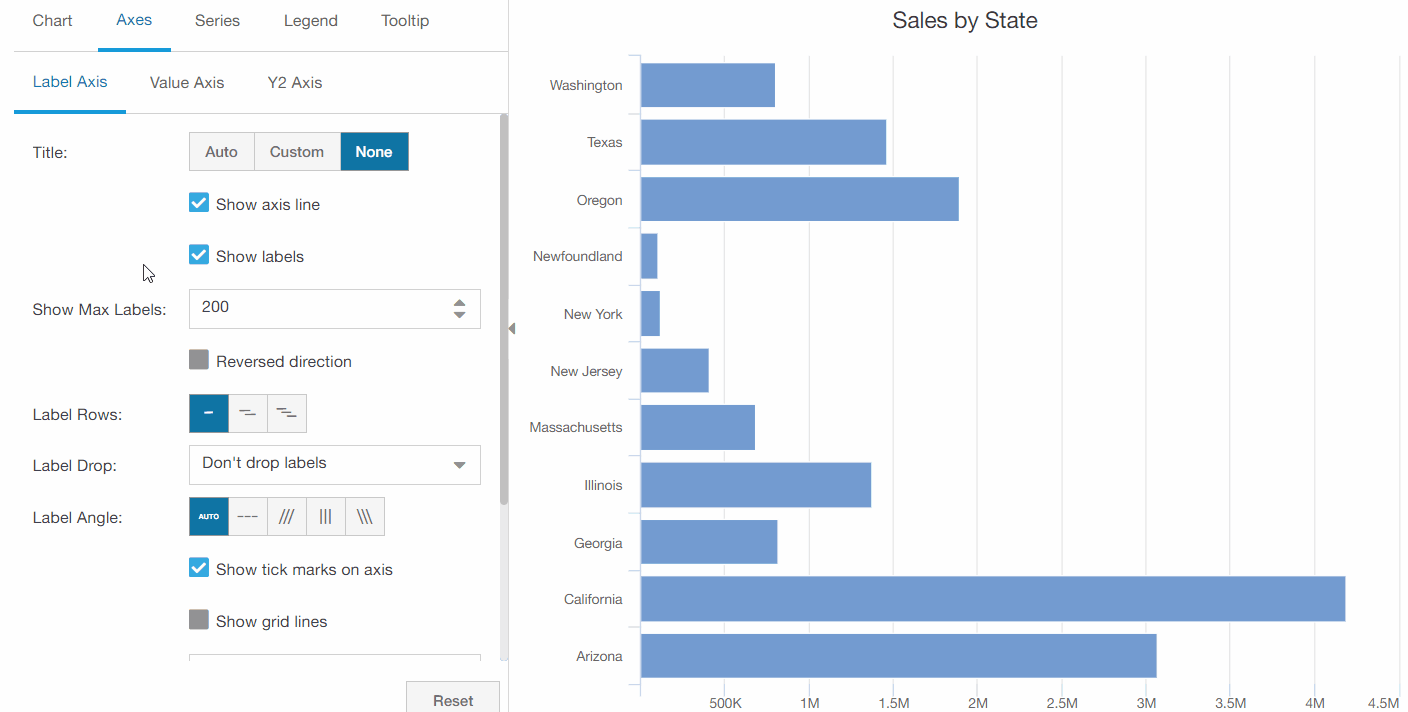 Chart Axes Series Legend Tooltip
Label Axis Value Axis Y2 Axis
Title: Auto Custom None
Show axis line
Show labels
Show Max Labels: 200
Reversed direction
Label Rows:
Label Drop: Don't drop labels
Label Angle: AUTO
Show tick marks on axis
Show grid lines
Reset
Sales by State
Washington
Texas
Oregon
Newfoundland
New York
New Jersey
Massachusetts
Illinois
Georgia
California
Arizona
500K 1M 1.5M 2M 2.5M 3M 3.5M 4M 4.5M